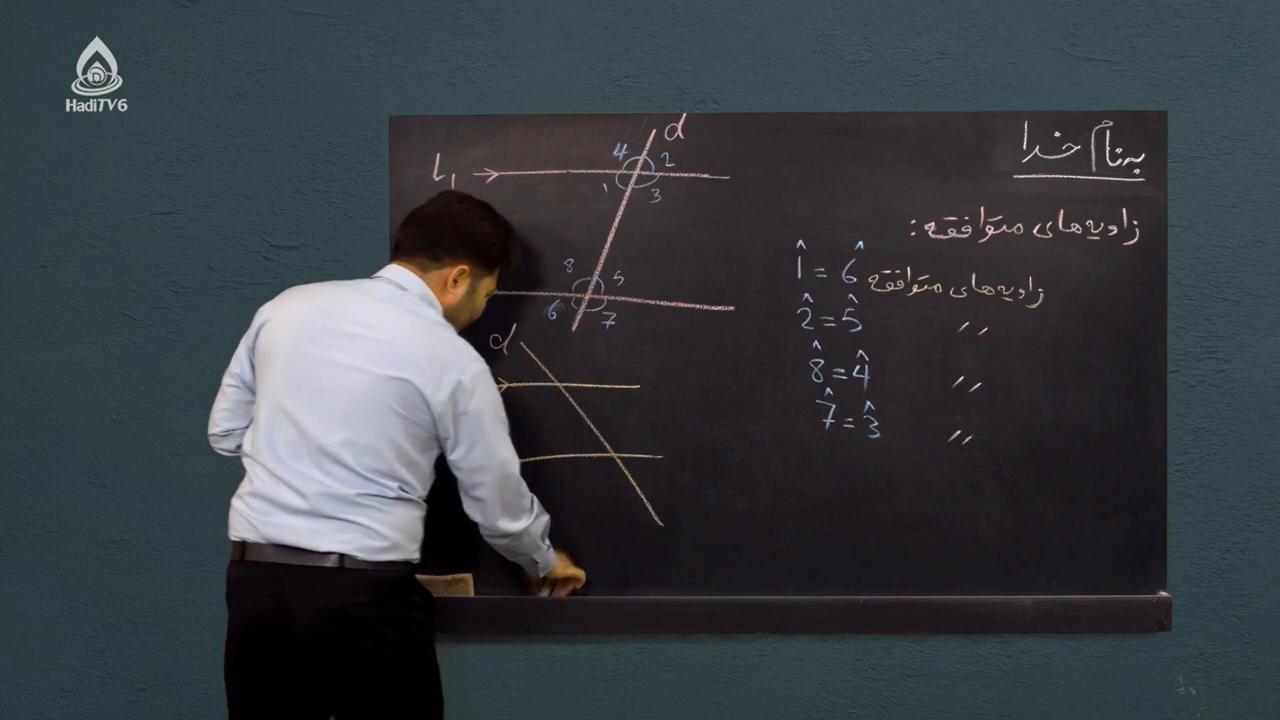 HadiTV6
به نام خدا
زاویه‌های متوافقه:
1̂ = 6̂ زاویه‌های متوافقه
2̂ = 5̂〃
8̂ = 4̂〃
7̂ = 3̂〃
d
L₁
4 2
1 3
8 5
6 7
d